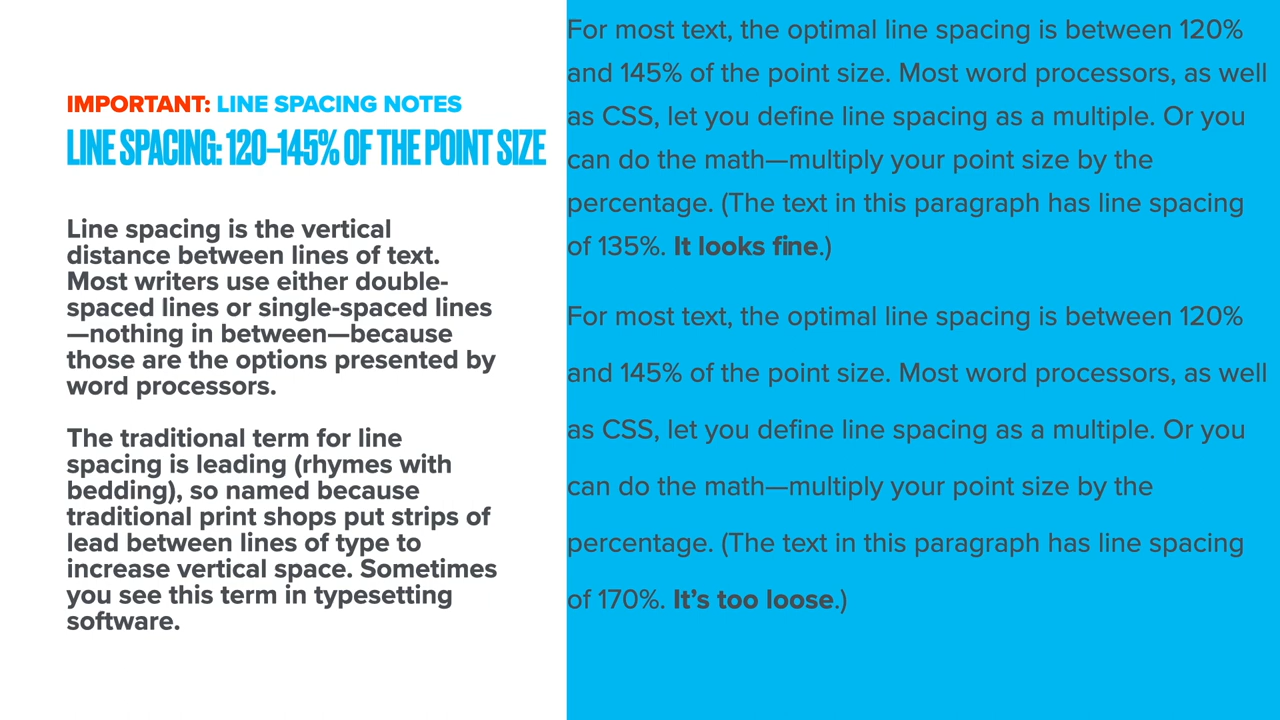 IMPORTANT: LINE SPACING NOTES
LINE SPACING: 120–145% OF THE POINT SIZE
Line spacing is the vertical
distance between lines of text.
Most writers use either double-
spaced lines or single-spaced lines
—nothing in between—because
those are the options presented by
word processors.
The traditional term for line
spacing is leading (rhymes with
bedding), so named because
traditional print shops put strips of
lead between lines of type to
increase vertical space. Sometimes
you see this term in typesetting
software.
For most text, the optimal line spacing is between 120%
and 145% of the point size. Most word processors, as well
as CSS, let you define line spacing as a multiple. Or you
can do the math—multiply your point size by the
percentage. (The text in this paragraph has line spacing
of 135%. It looks fine.)
For most text, the optimal line spacing is between 120%
and 145% of the point size. Most word processors, as well
as CSS, let you define line spacing as a multiple. Or you
can do the math—multiply your point size by the
percentage. (The text in this paragraph has line spacing
of 170%. It’s too loose.)